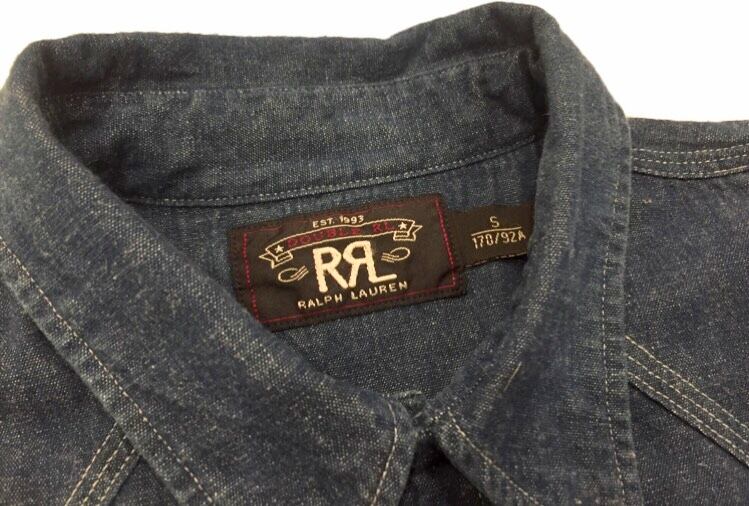 EST. 1993
DOUBLE RL
RRL
RALPH LAUREN
S
170/92A